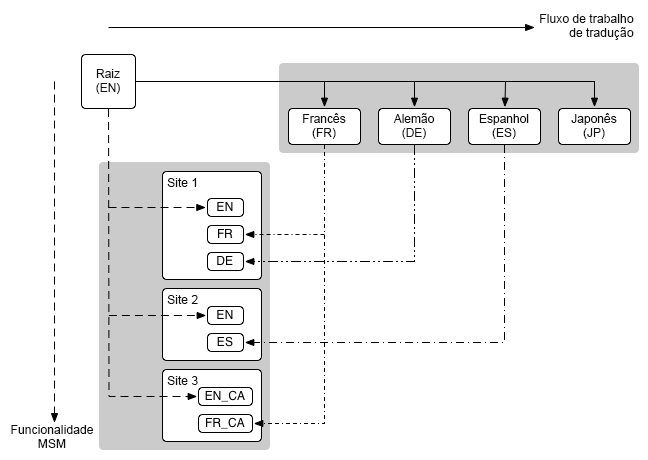 Fluxo de trabalho
de tradução
Raiz
(EN)
Francês
(FR)
Alemão
(DE)
Espanhol
(ES)
Japonês
(JP)
Site 1
EN
FR
DE
Site 2
EN
ES
Site 3
EN_CA
FR_CA
Funcionalidade
MSM